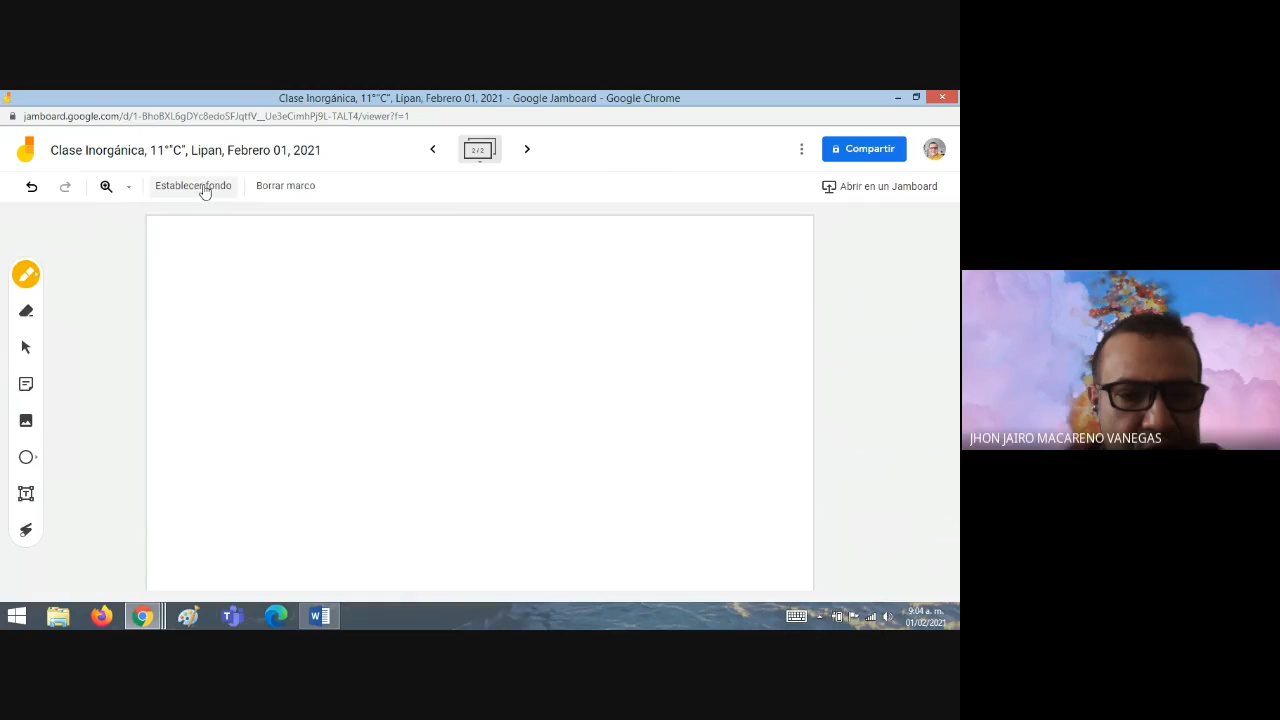 Clase Inorgánica, 11°"C", Lipan, Febrero 01, 2021 - Google Jamboard - Google Chrome
jamboard.google.com/d/1-BhoBXL6gDYc8edoSFJqtfV__Ue3eCimhPj9L-TALT4/viewer?f=1
Clase Inorgánica, 11°"C", Lipan, Febrero 01, 2021
2/2
Compartir
Establecer fondo
Borrar marco
Abrir en un Jamboard
JHON JAIRO MACARENO VANEGAS
9:04 a. m.
01/02/2021